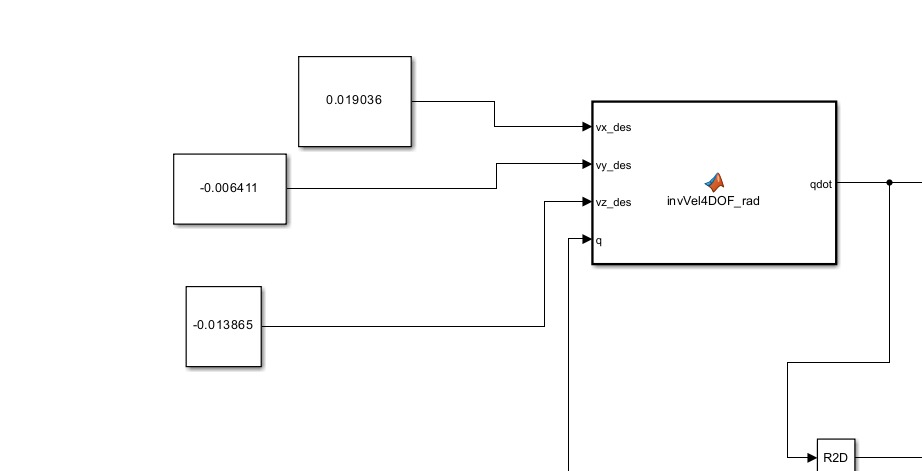 0.019036
-0.006411
-0.013865
vx_des
vy_des
vz_des
q
invVel4DOF_rad
qdot
R2D